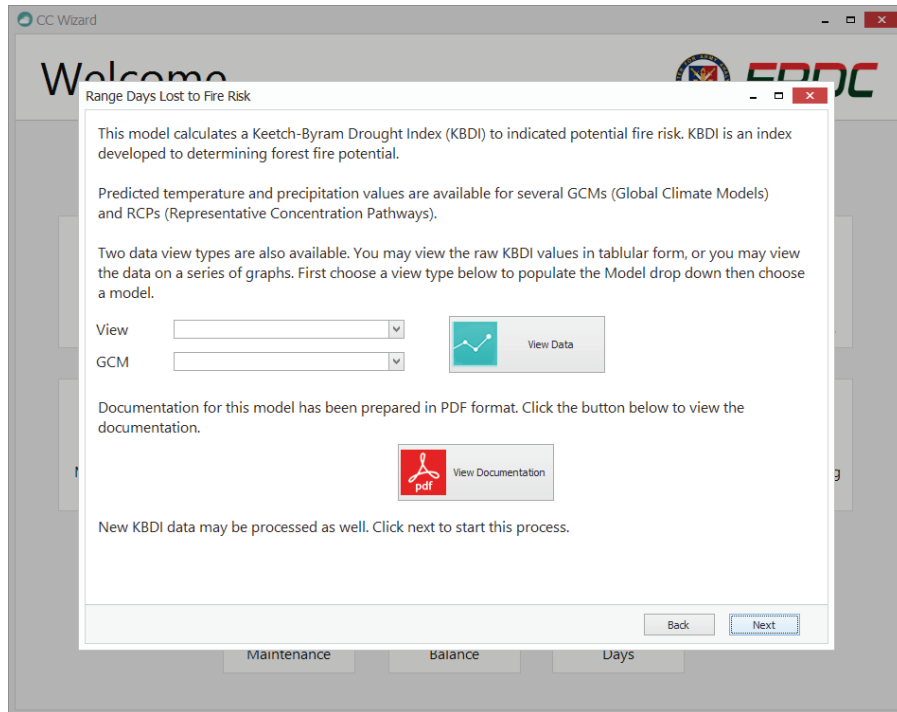 CC Wizard
Welcome
ERDC
Range Days Lost to Fire Risk
This model calculates a Keetch-Byram Drought Index (KBDI) to indicated potential fire risk. KBDI is an index
developed to determining forest fire potential.
Predicted temperature and precipitation values are available for several GCMs (Global Climate Models)
and RCPs (Representative Concentration Pathways).
Two data view types are also available. You may view the raw KBDI values in tablular form, or you may view
the data on a series of graphs. First choose a view type below to populate the Model drop down then choose
a model.
View
View Data
GCM
Documentation for this model has been prepared in PDF format. Click the button below to view the
documentation.
pdf
View Documentation
New KBDI data may be processed as well. Click next to start this process.
Back
Next
Maintenance
Balance
Days